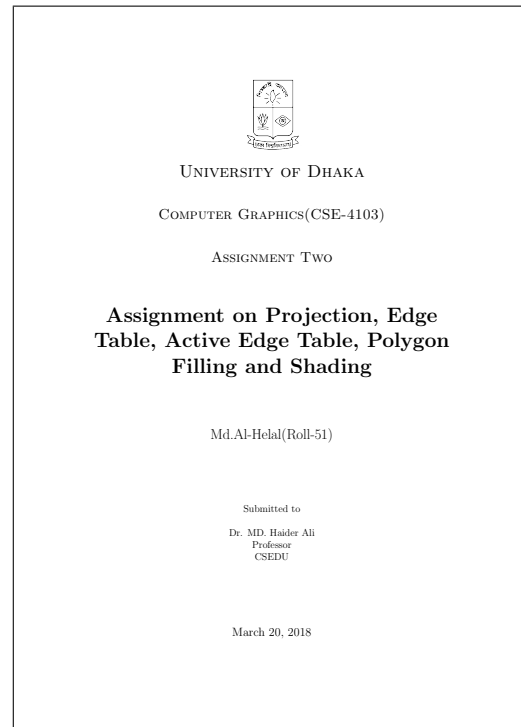 University of Dhaka
Computer Graphics(CSE-4103)
Assignment Two
Assignment on Projection, Edge
Table, Active Edge Table, Polygon
Filling and Shading
Md.Al-Helal(Roll-51)
Submitted to
Dr. MD. Haider Ali
Professor
CSEDU
March 20, 2018